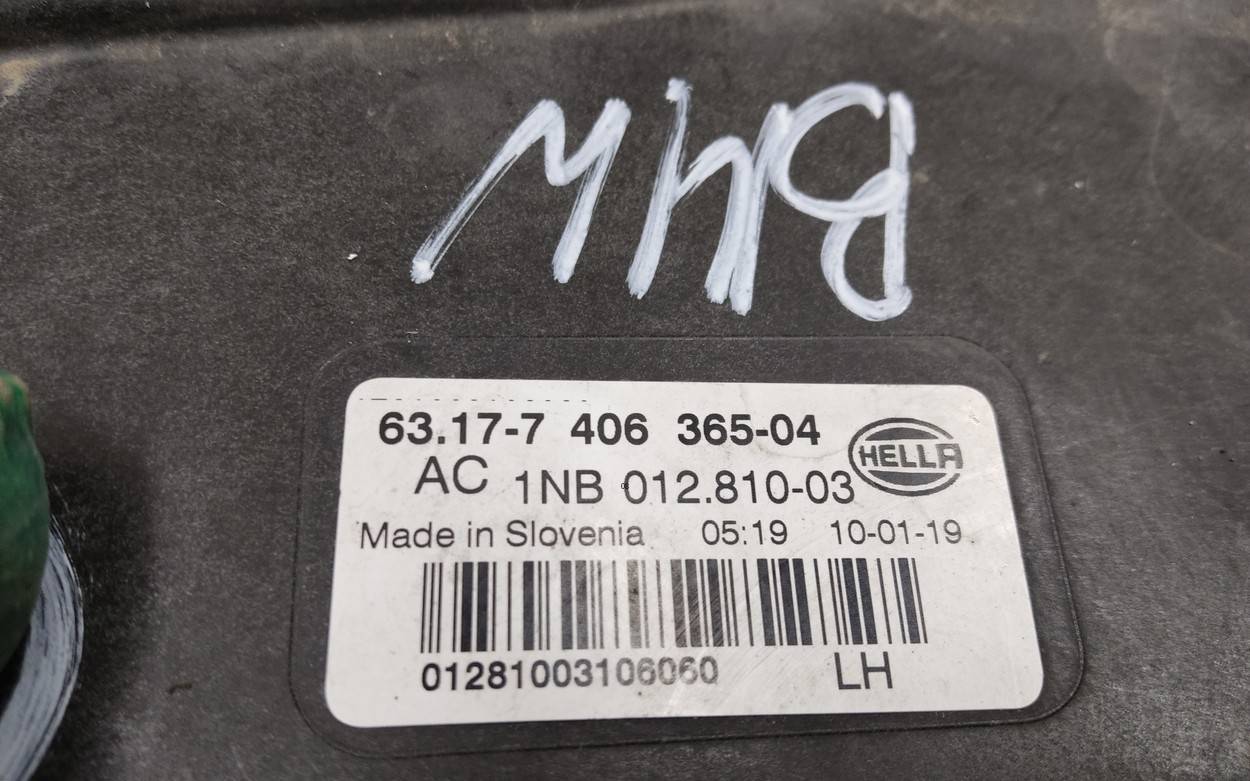 BMW
63.17-7 406 365-04
HELLA
AC 1NB 012.810-03
Made in Slovenia 05:19 10-01-19
01281003106060 LH